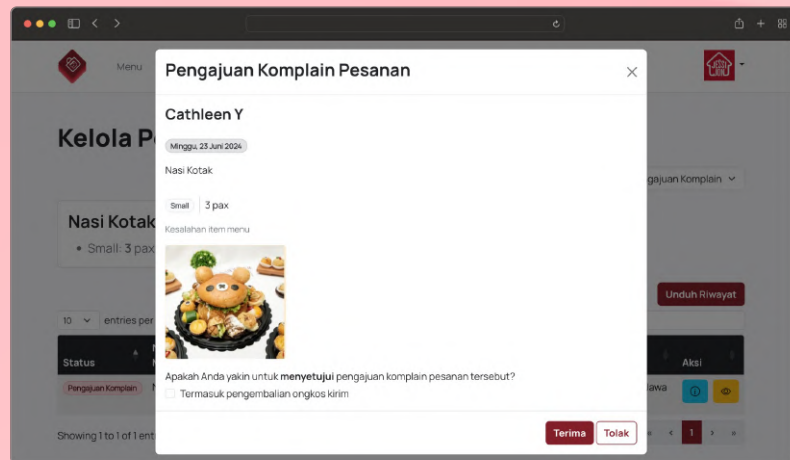 Menu
Pengajuan Komplain Pesanan
Cathleen Y
Kelola P
Minggu, 23 Juni 2024
Nasi Kotak
gajuan Komplain
Small 3 pax
Nasi Kotak
Kesalahan item menu
Small: 3 pax
Unduh Riwayat
10 entries per
Status
Aksi
Apakah Anda yakin untuk menyetujui pengajuan komplain pesanan tersebut?
Pengajuan Komplain
Termasuk pengembalian ongkos kirim
Terima Tolak
Showing 1 to 1 of 1 ent
« < 1 > »